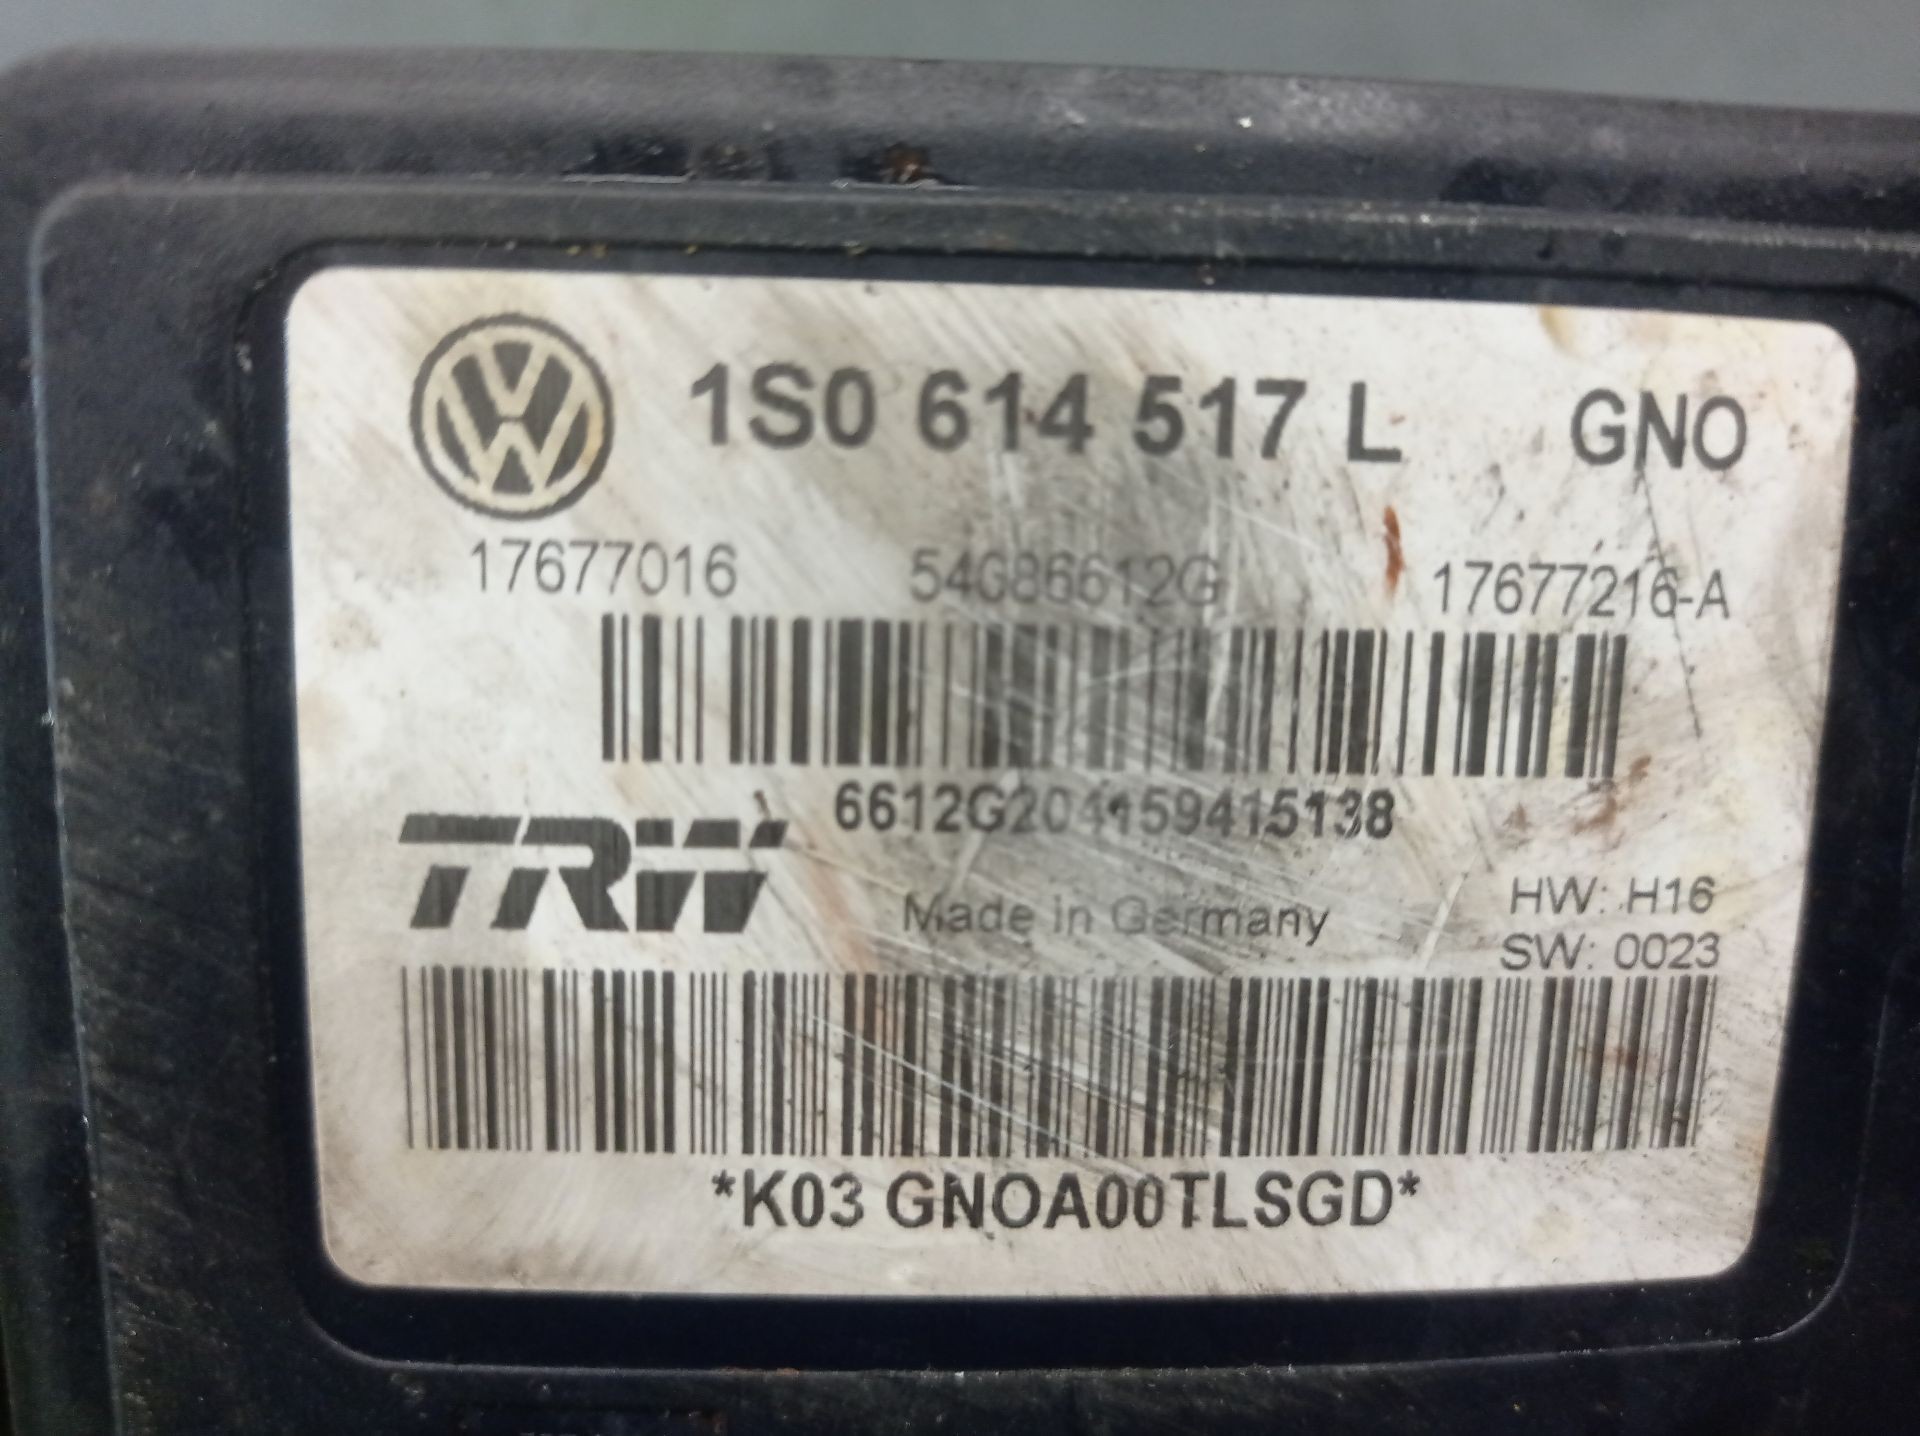 1S0 614 517 L GNO
17677016 54086612G 17677216-A
6612G204159415138
TRW
Made in Germany
HW: H16
SW: 0023
*K03 GNOA00TLSGD*